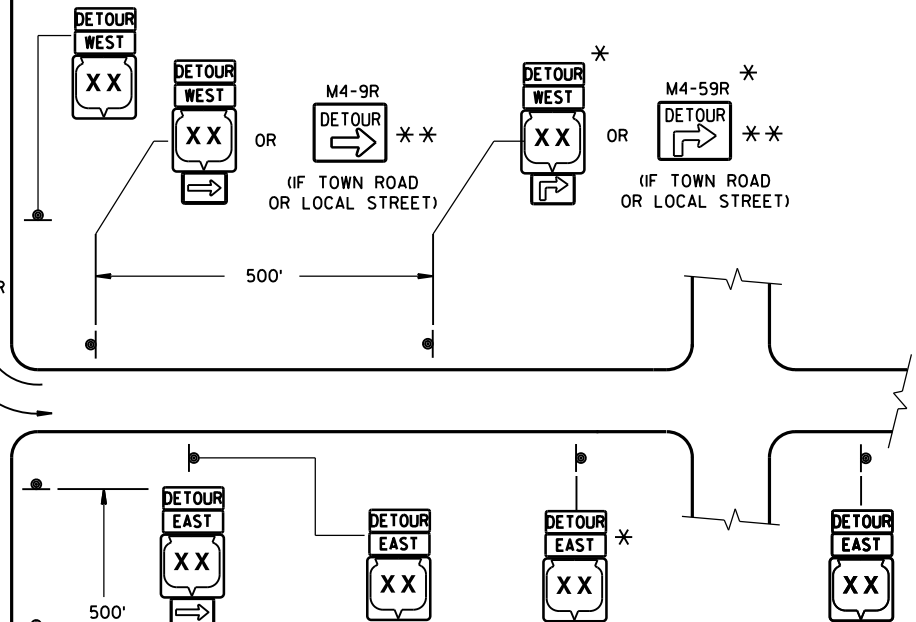 DETOUR
WEST
XX
DETOUR
WEST
XX
OR
M4-9R
DETOUR
**
(IF TOWN ROAD
OR LOCAL STREET)
DETOUR
*
WEST
XX
OR
M4-59R
*
DETOUR
**
(IF TOWN ROAD
OR LOCAL STREET)
500'
R
DETOUR
EAST
XX
500'
DETOUR
EAST
XX
DETOUR
EAST
*
XX
DETOUR
EAST
XX